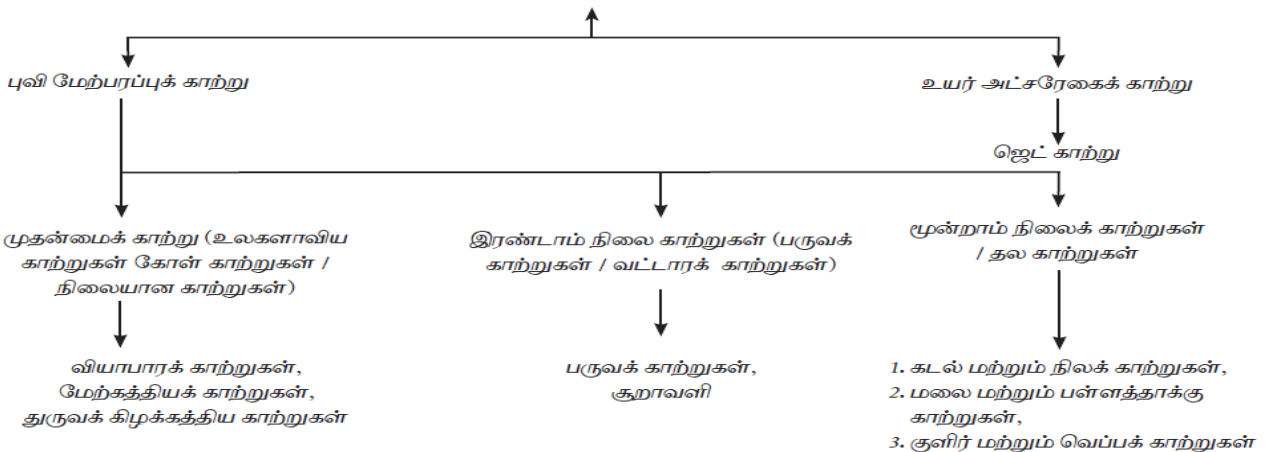 புவி மேற்பரப்புக் காற்று
உயர் அட்சரேகைக் காற்று
ஜெட் காற்று
முதன்மைக் காற்று (உலகளாவிய
காற்றுகள் கோள் காற்றுகள் /
நிலையான காற்றுகள்)
இரண்டாம் நிலை காற்றுகள் (பருவக்
காற்றுகள் / வட்டாரக் காற்றுகள்)
மூன்றாம் நிலைக் காற்றுகள்
/ தல காற்றுகள்
வியாபாரக் காற்றுகள்,
மேற்கத்தியக் காற்றுகள்,
துருவக் கிழக்கத்திய காற்றுகள்
பருவக் காற்றுகள்,
சூறாவளி
1. கடல் மற்றும் நிலக் காற்றுகள்,
2. மலை மற்றும் பள்ளத்தாக்கு
காற்றுகள்,
3. குளிர் மற்றும் வெப்பக் காற்றுகள்